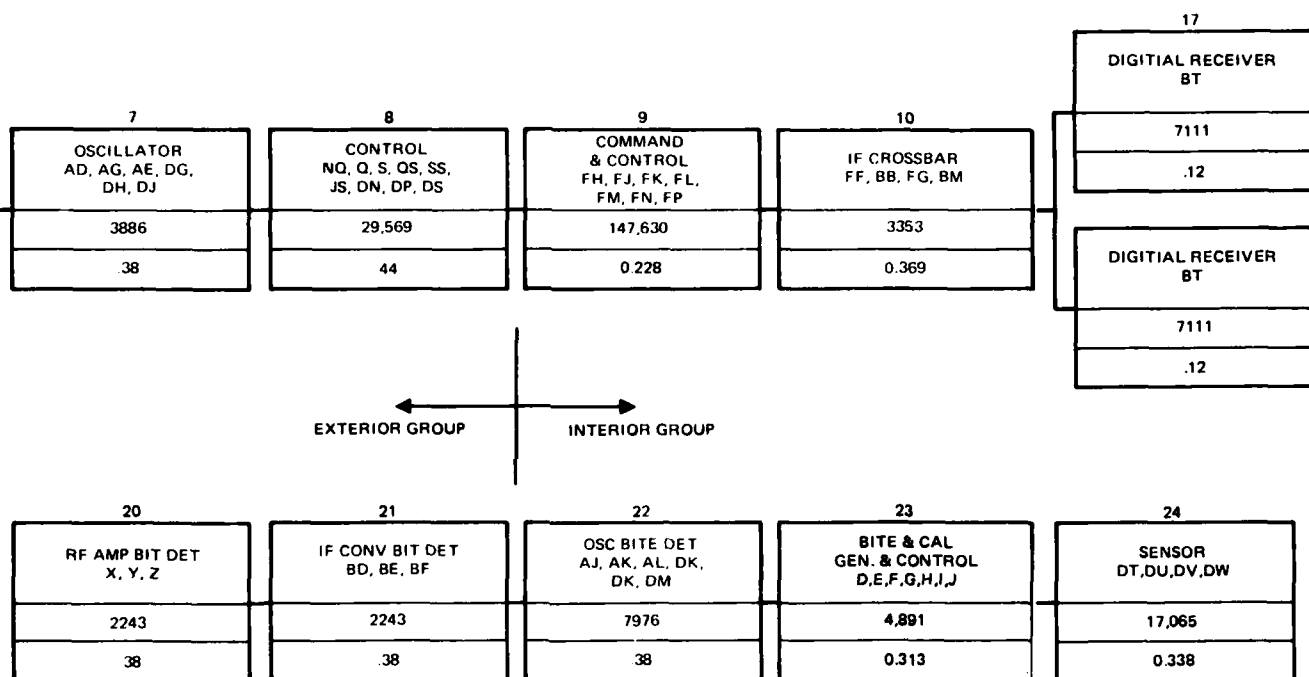 17
DIGITIAL RECEIVER
BT
7111
.12
7
OSCILLATOR
AD, AG, AE, DG,
DH, DJ
3886
.38
8
CONTROL
NQ, Q, S, QS, SS,
JS, DN, DP, DS
29,569
44
9
COMMAND
& CONTROL
FH, FJ, FK, FL,
FM, FN, FP
147,630
0.228
10
IF CROSSBAR
FF, BB, FG, BM
3353
0.369
DIGITIAL RECEIVER
BT
7111
.12
EXTERIOR GROUP
INTERIOR GROUP
20
RF AMP BIT DET
X, Y, Z
2243
38
21
IF CONV BIT DET
BD, BE, BF
2243
.38
22
OSC BITE DET
AJ, AK, AL, DK,
DK, DM
7976
.38
23
BITE & CAL
GEN. & CONTROL
D,E,F,G,H,I,J
4,891
0.313
24
SENSOR
DT,DU,DV,DW
17,065
0.338